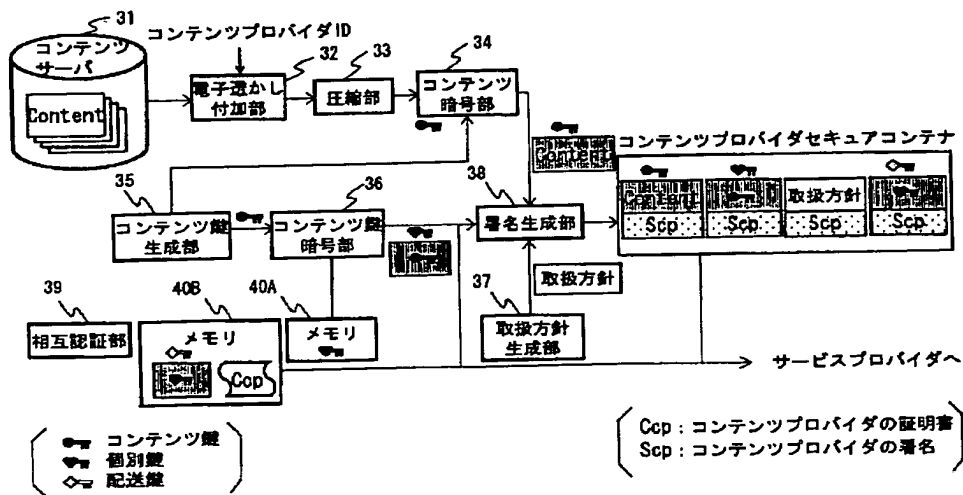 31
コンテンツプロバイダID
コンテンツ
サーバ
Content
32
電子透かし
付加部
33
圧縮部
34
コンテンツ
暗号部
Content
コンテンツプロバイダセキュアコンテナ
Content
取扱方針
Scp
Scp
Scp
Scp
35
コンテンツ鍵
生成部
36
コンテンツ鍵
暗号部
38
署名生成部
取扱方針
37
取扱方針
生成部
39
相互認証部
40B
メモリ
Ccp
40A
メモリ
サービスプロバイダへ
コンテンツ鍵
個別鍵
配送鍵
Ccp:コンテンツプロバイダの証明書
Scp:コンテンツプロバイダの署名